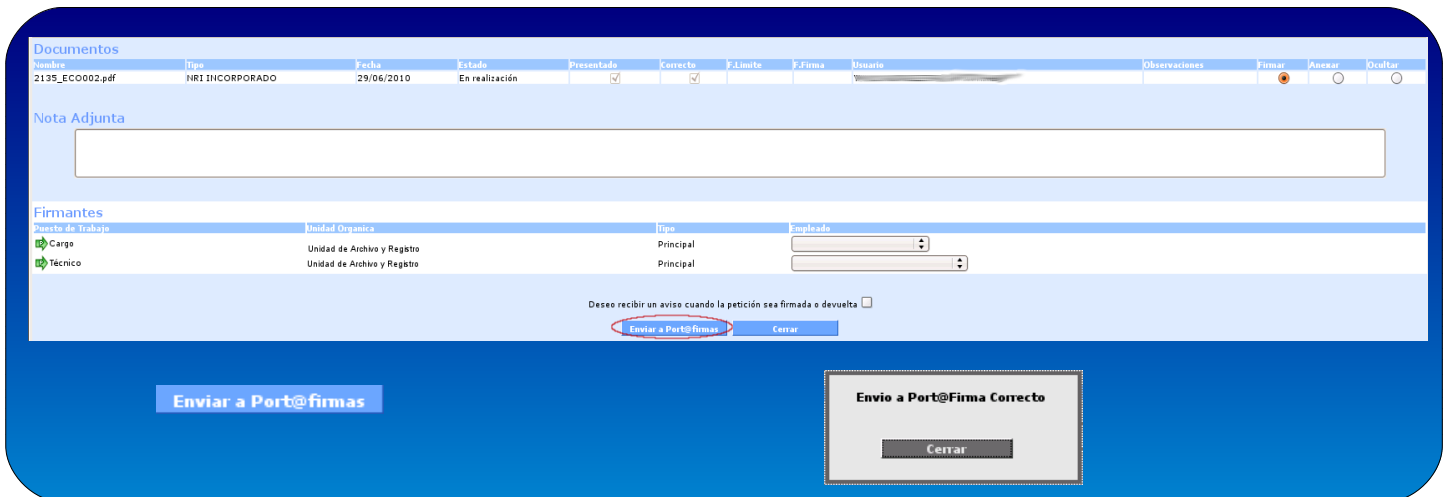 Documentos
Nombre Tipo Fecha Estado Presentado Correcto F.Limite F.Firma Usuario Observaciones Firmar Anexar Ocultar
2135_ECO002.pdf NRI INCORPORADO 29/06/2010 En realización
Nota Adjunta
Firmantes
Puesto de Trabajo Unidad Organica Tipo Empleado
Cargo Unidad de Archivo y Registro Principal
Técnico Unidad de Archivo y Registro Principal
Deseo recibir un aviso cuando la petición sea firmada o devuelta
Enviar a Port@firmas Cerrar
Enviar a Port@firmas
Envio a Port@Firma Correcto
Cerrar